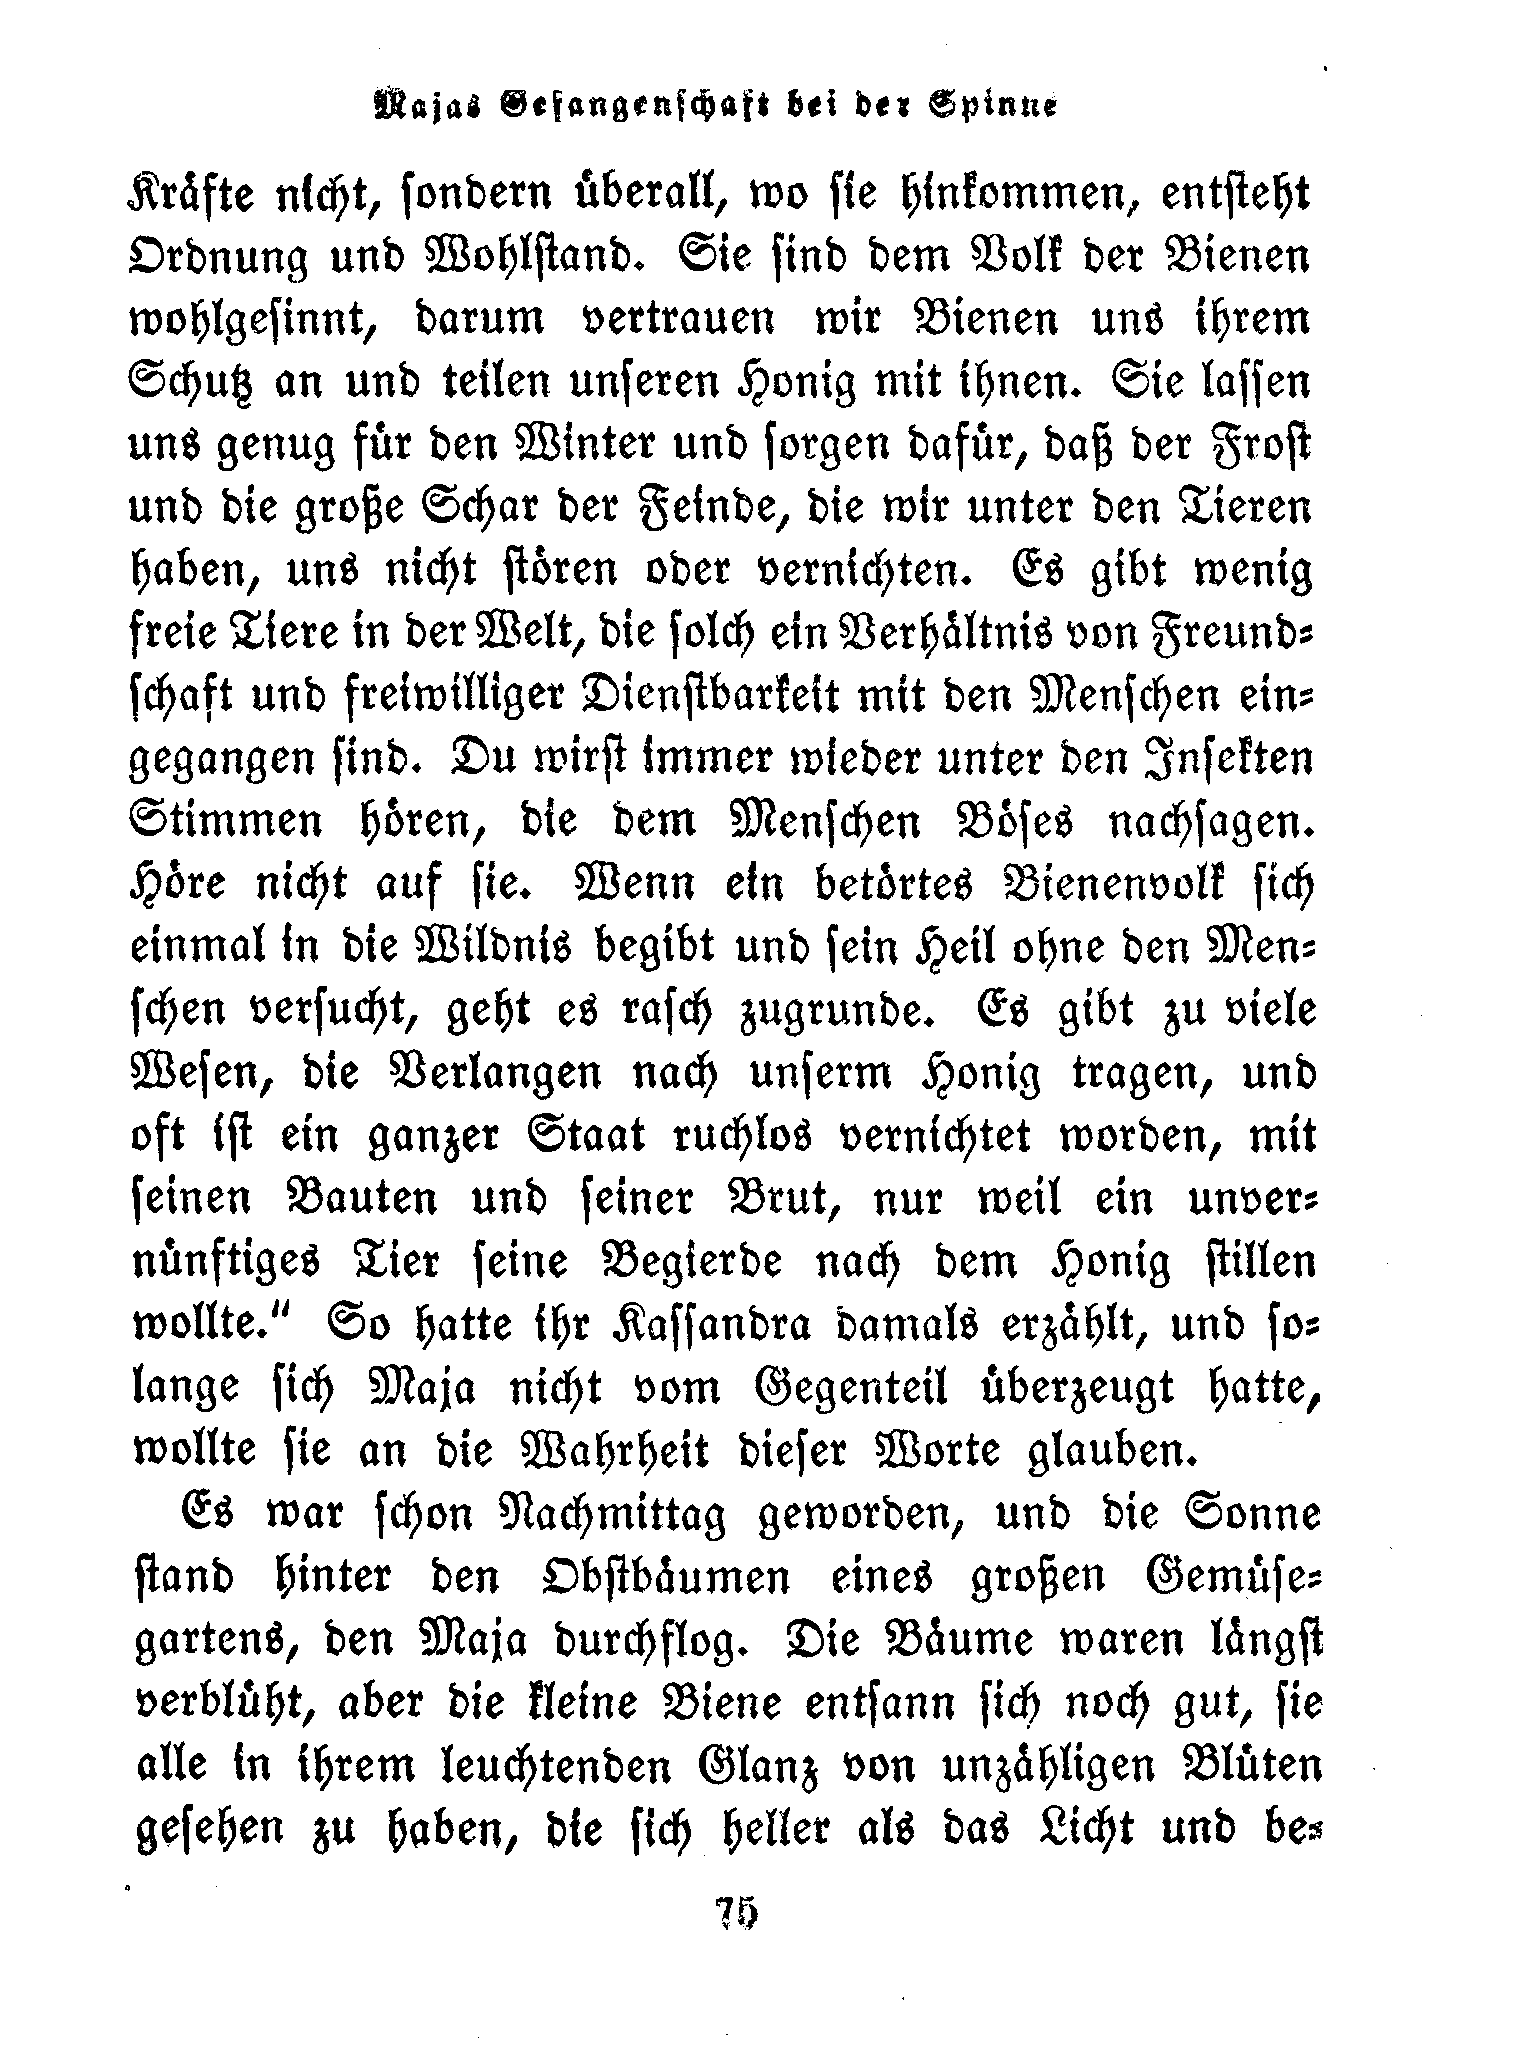 Majas Gefangenschaft bei der Spinne
Kräfte nicht, sondern überall, wo sie hinkommen, entsteht
Ordnung und Wohlstand. Sie sind dem Volk der Bienen
wohlgesinnt, darum vertrauen wir Bienen uns ihrem
Schutz an und teilen unseren Honig mit ihnen. Sie lassen
uns genug für den Winter und sorgen dafür, daß der Frost
und die große Schar der Feinde, die wir unter den Tieren
haben, uns nicht stören oder vernichten. Es gibt wenig
freie Tiere in der Welt, die solch ein Verhältnis von Freund-
schaft und freiwilliger Dienstbarkeit mit den Menschen ein-
gegangen sind. Du wirst immer wieder unter den Insekten
Stimmen hören, die dem Menschen Böses nachsagen.
Höre nicht auf sie. Wenn ein betörtes Bienenvolk sich
einmal in die Wildnis begibt und sein Heil ohne den Men-
schen versucht, geht es rasch zugrunde. Es gibt zu viele
Wesen, die Verlangen nach unserm Honig tragen, und
oft ist ein ganzer Staat ruchlos vernichtet worden, mit
seinen Bauten und seiner Brut, nur weil ein unver-
nünftiges Tier seine Begierde nach dem Honig stillen
wollte.“ So hatte ihr Kassandra damals erzählt, und so-
lange sich Maja nicht vom Gegenteil überzeugt hatte,
wollte sie an die Wahrheit dieser Worte glauben.
Es war schon Nachmittag geworden, und die Sonne
stand hinter den Obstbäumen eines großen Gemüse-
gartens, den Maja durchflog. Die Bäume waren längst
verblüht, aber die kleine Biene entsann sich noch gut, sie
alle in ihrem leuchtenden Glanz von unzähligen Blüten
gesehen zu haben, die sich heller als das Licht und be-
75